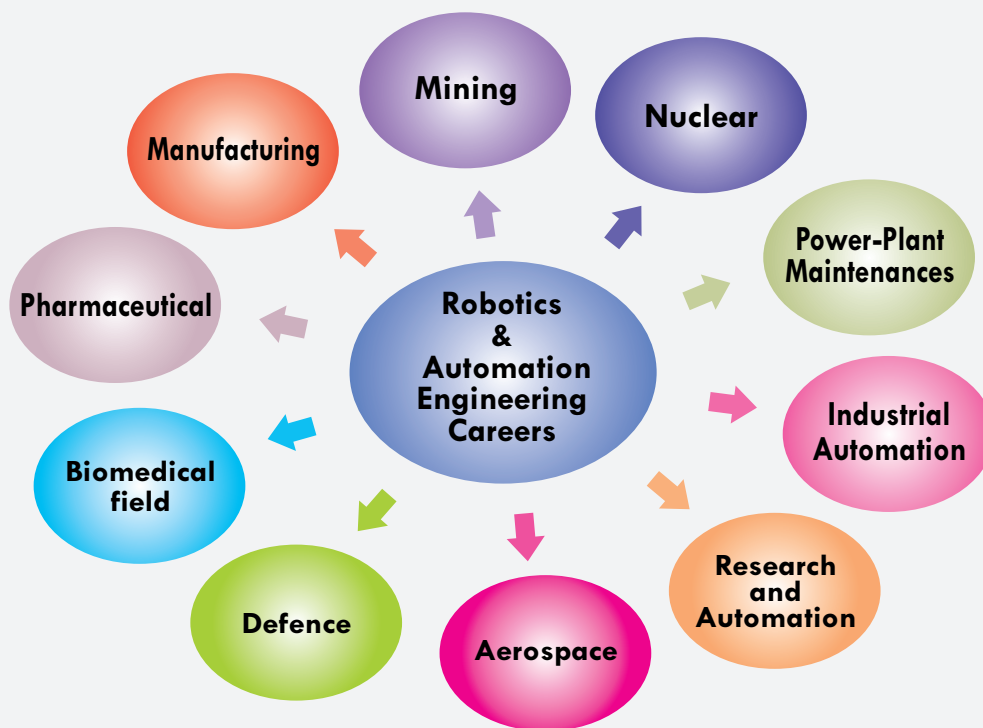 Mining
Nuclear
Manufacturing
Power-Plant
Maintenances
Pharmaceutical
Robotics
&
Automation
Engineering
Careers
Industrial
Automation
Biomedical
field
Research
and
Automation
Defence
Aerospace